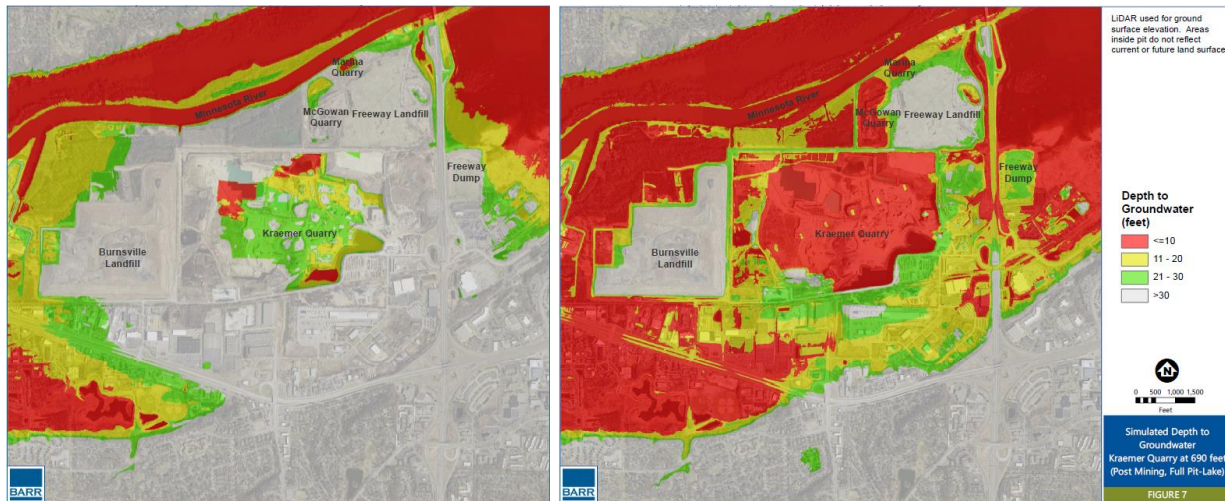 Marina
Quarry
Minnesota River
McGowan
Quarry
Freeway Landfill
Freeway
Dump
Kraemer Quarry
Burnsville
Landfill
BARR
Marina
Quarry
Minnesota River
McGowan
Quarry
Freeway Landfill
Freeway
Dump
Kraemer Quarry
Burnsville
Landfill
BARR
LiDAR used for ground
surface elevation. Areas
inside pit do not reflect
current or future land surface
Depth to
Groundwater
(feet)
<=10
11 - 20
21 - 30
>30
N
0 500 1,000 1,500
Feet
Simulated Depth to
Groundwater
Kraemer Quarry at 690 feet
(Post Mining, Full Pit-Lake)
FIGURE 7